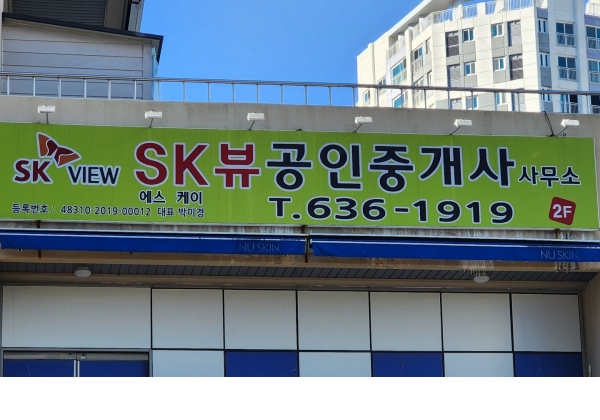 SK VIEW SK뷰공인중개사 사무소
에스 케이
등록번호 : 48310-2019-00012 대표 박미경
T. 636-1919
2F
NU SKIN
NU SKIN